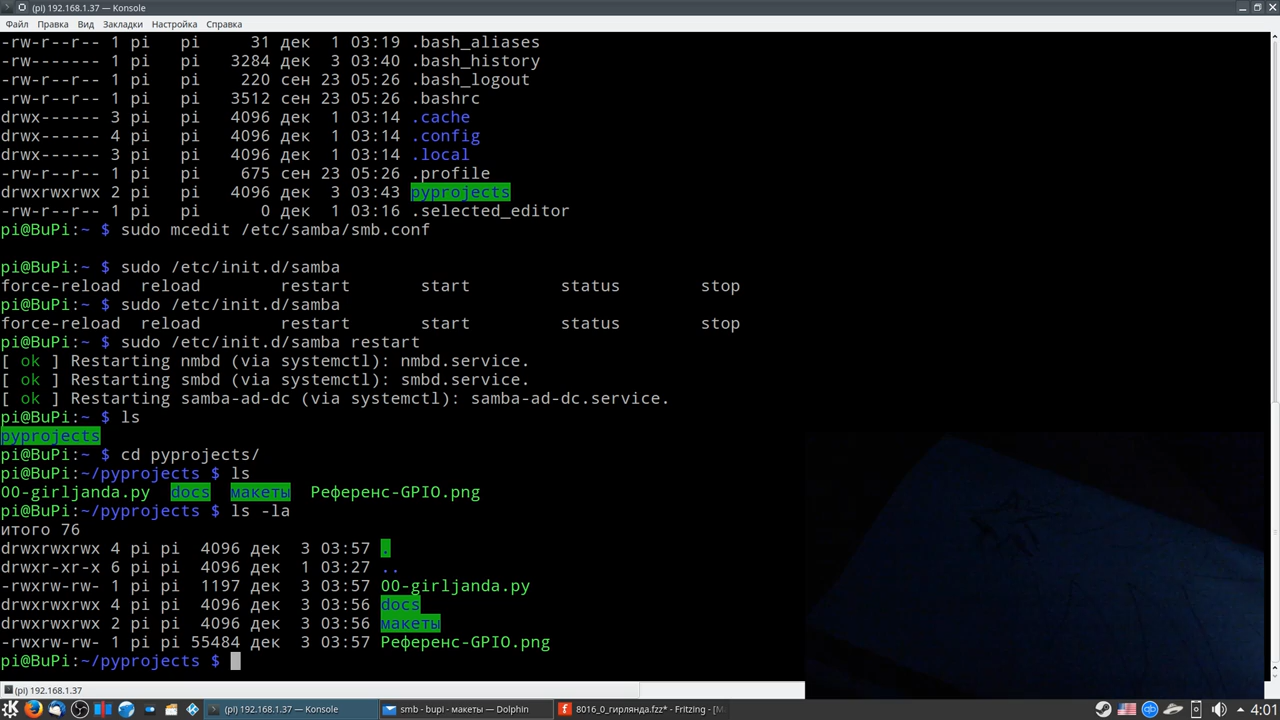 (pi) 192.168.1.37 — Konsole
Файл Правка Вид Закладки Настройка Справка
-rw-r--r-- 1 pi pi 31 дек 1 03:19 .bash_aliases
-rw------- 1 pi pi 3284 дек 3 03:40 .bash_history
-rw-r--r-- 1 pi pi 220 сен 23 05:26 .bash_logout
-rw-r--r-- 1 pi pi 3512 сен 23 05:26 .bashrc
drwx------ 3 pi pi 4096 дек 1 03:14 .cache
drwx------ 4 pi pi 4096 дек 1 03:14 .config
drwx------ 3 pi pi 4096 дек 1 03:14 .local
-rw-r--r-- 1 pi pi 675 сен 23 05:26 .profile
drwxrwxrwx 2 pi pi 4096 дек 3 03:43 pyprojects
-rw-r--r-- 1 pi pi 0 дек 1 03:16 .selected_editor
pi@BuPi:~ $ sudo mcedit /etc/samba/smb.conf
pi@BuPi:~ $ sudo /etc/init.d/samba
force-reload reload restart start status stop
pi@BuPi:~ $ sudo /etc/init.d/samba
force-reload reload restart start status stop
pi@BuPi:~ $ sudo /etc/init.d/samba restart
[ ok ] Restarting nmbd (via systemctl): nmbd.service.
[ ok ] Restarting smbd (via systemctl): smbd.service.
[ ok ] Restarting samba-ad-dc (via systemctl): samba-ad-dc.service.
pi@BuPi:~ $ ls
pyprojects
pi@BuPi:~ $ cd pyprojects/
pi@BuPi:~/pyprojects $ ls
00-girljanda.py docs макеты Референс-GPIO.png
pi@BuPi:~/pyprojects $ ls -la
итого 76
drwxrwxrwx 4 pi pi 4096 дек 3 03:57 .
drwxr-xr-x 6 pi pi 4096 дек 1 03:27 ..
-rwxrw-rw- 1 pi pi 1197 дек 3 03:57 00-girljanda.py
drwxrwxrwx 4 pi pi 4096 дек 3 03:56 docs
drwxrwxrwx 2 pi pi 4096 дек 3 03:56 макеты
-rwxrw-rw- 1 pi pi 55484 дек 3 03:57 Референс-GPIO.png
pi@BuPi:~/pyprojects $
(pi) 192.168.1.37
(pi) 192.168.1.37 — Konsole
smb - bupi - макеты — Dolphin
8016_0_гирлянда.fzz* - Fritzing - [М
4:01